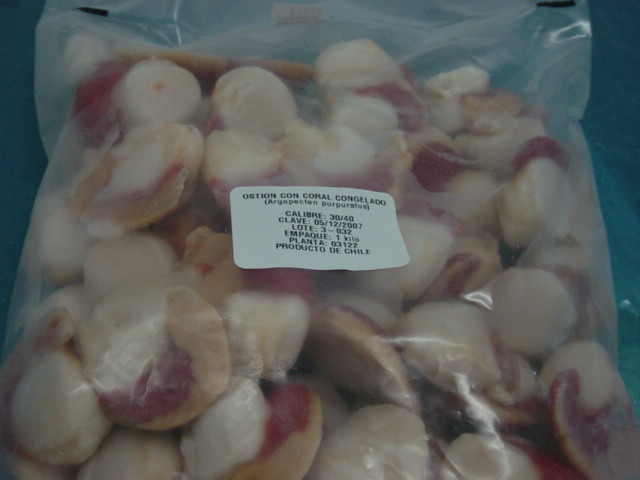 OSTION CON CORAL CONGELADO
(Argopecten purpuratus)
CALIBRE: 30/40
CLAVE: 05/12/2007
LOTE: 3-032
EMPAQUE: 1 kilo
PLANTA: 03122
PRODUCTO DE CHILE